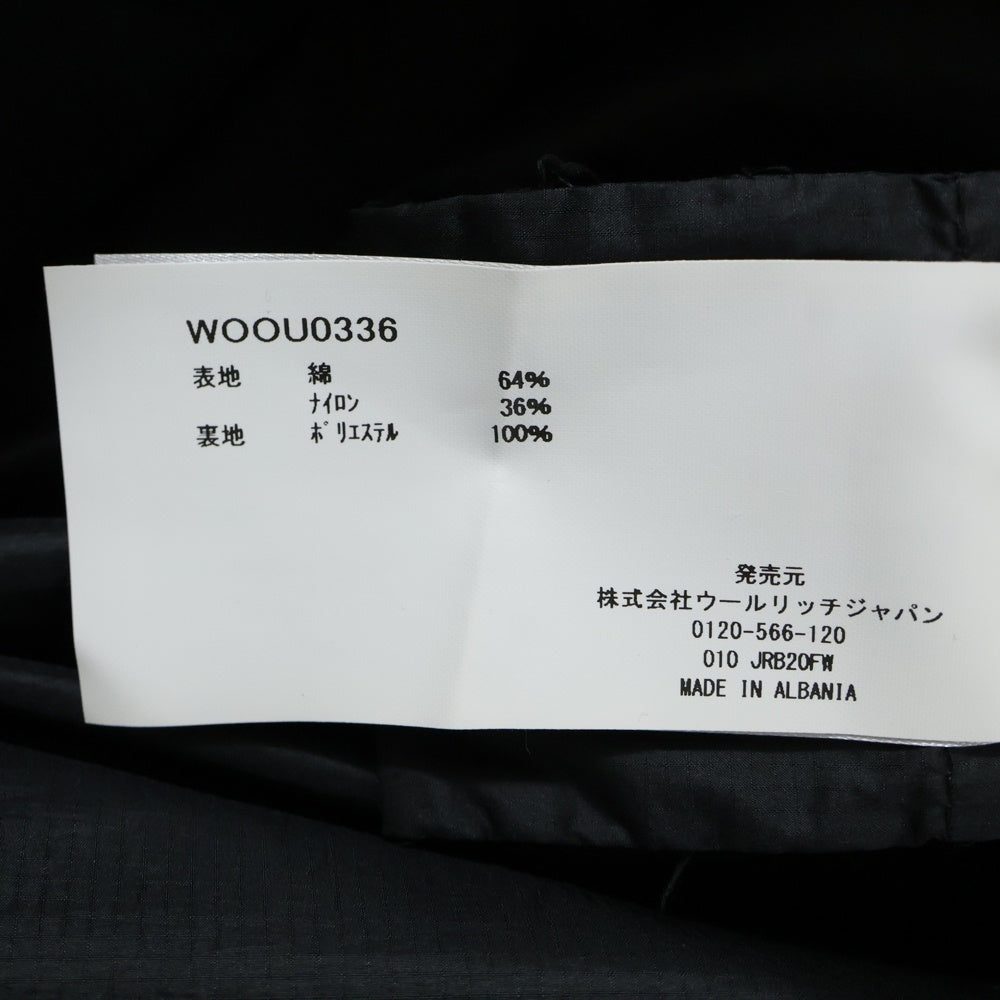 WOOU0336
表地 綿 64%
ナイロン 36%
裏地 ポリエステル 100%
発売元
株式会社ウールリッチジャパン
0120-566-120
010 JRB20FW
MADE IN ALBANIA